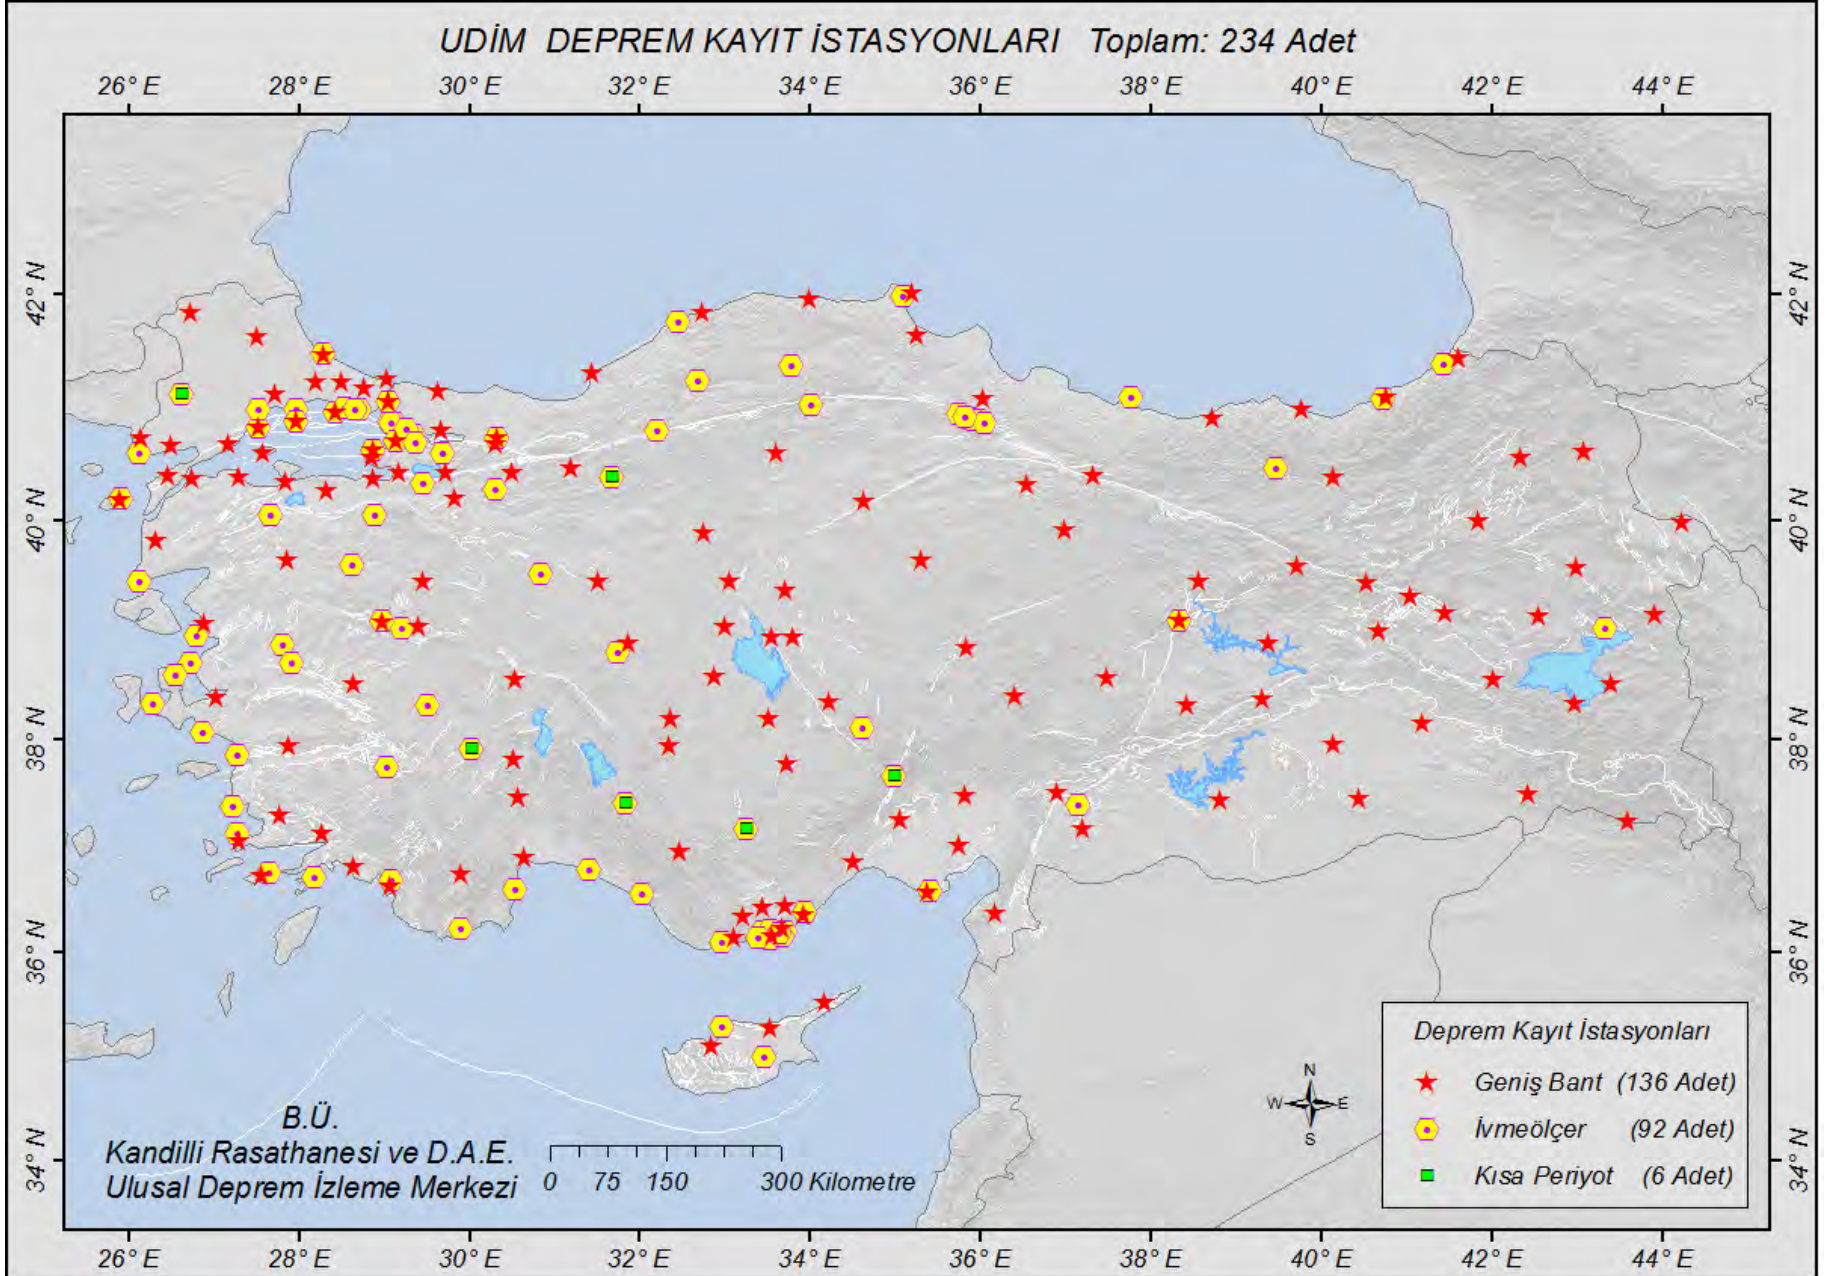 UDİM DEPREM KAYIT İSTASYONLARI Toplam: 234 Adet
26° E 28° E 30° E 32° E 34° E 36° E 38° E 40° E 42° E 44° E
42° N 42° N
40° N 40° N
38° N 38° N
36° N 36° N
Deprem Kayıt İstasyonları
Geniş Bant (136 Adet)
İvmeölçer (92 Adet)
Kısa Periyot (6 Adet)
N
W E
S
B.Ü.
Kandilli Rasathanesi ve D.A.E.
Ulusal Deprem İzleme Merkezi
0 75 150 300 Kilometre
34° N 34° N
26° E 28° E 30° E 32° E 34° E 36° E 38° E 40° E 42° E 44° E